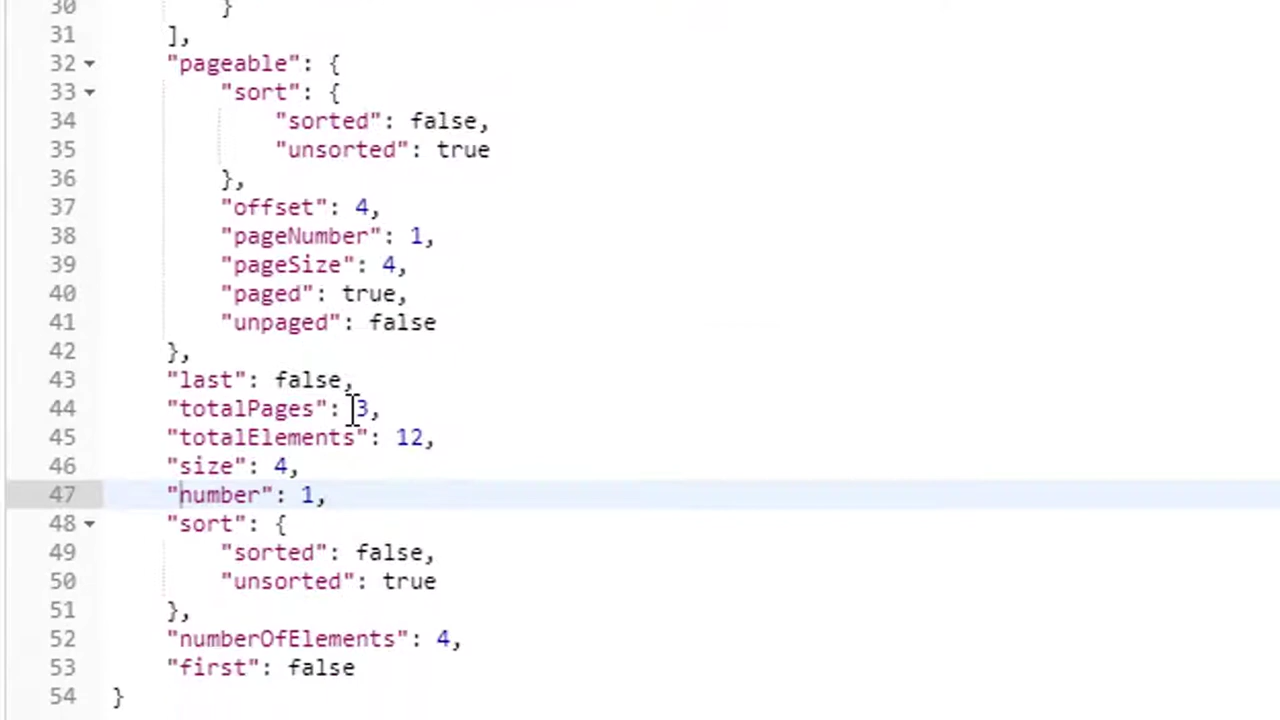 30 }
31 ],
32 "pageable": {
33 "sort": {
34 "sorted": false,
35 "unsorted": true
36 },
37 "offset": 4,
38 "pageNumber": 1,
39 "pageSize": 4,
40 "paged": true,
41 "unpaged": false
42 },
43 "last": false,
44 "totalPages": 3,
45 "totalElements": 12,
46 "size": 4,
47 "number": 1,
48 "sort": {
49 "sorted": false,
50 "unsorted": true
51 },
52 "numberOfElements": 4,
53 "first": false
54 }